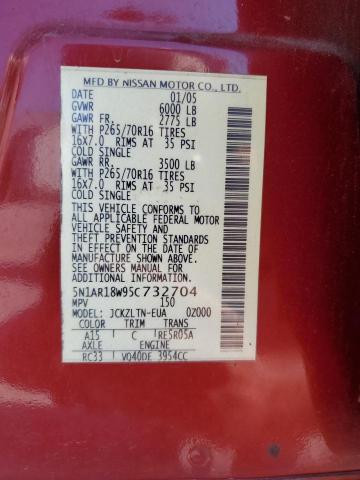 MFD BY NISSAN MOTOR CO., LTD.
DATE 01/05
GVWR 6000 LB
GAWR FR. 2775 LB
WITH P265/70R16 TIRES
16X7.0 RIMS AT 35 PSI
COLD SINGLE
GAWR RR. 3500 LB
WITH P265/70R16 TIRES
16X7.0 RIMS AT 35 PSI
COLD SINGLE
THIS VEHICLE CONFORMS TO
ALL APPLICABLE FEDERAL MOTOR
VEHICLE SAFETY AND
THEFT PREVENTION STANDARDS
IN EFFECT ON THE DATE OF
MANUFACTURE SHOWN ABOVE.
SEE OWNERS MANUAL FOR
ADDITIONAL INFORMATION
5N1AR18W95C732704
MPV 150
MODEL: JCKZLTN-EUA 0Z000
COLOR TRIM TRANS
A15 C RE5R05A
AXLE ENGINE
RC33 VQ40DE 3954CC